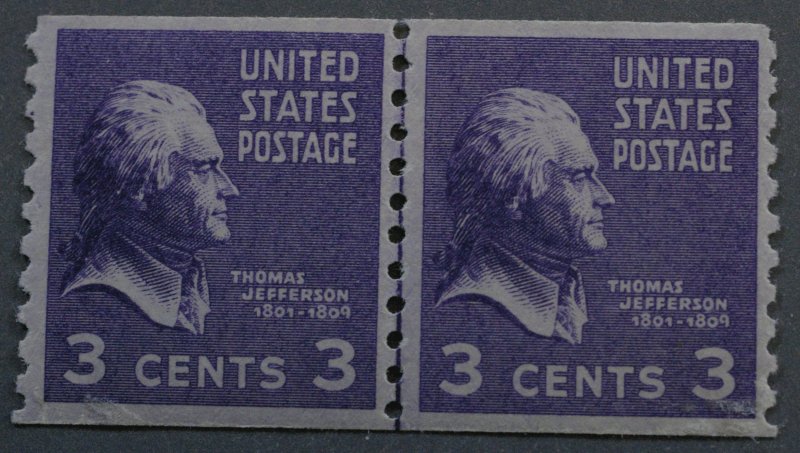 UNITED
STATES
POSTAGE
THOMAS
JEFFERSON
1801-1809
3 CENTS 3
UNITED
STATES
POSTAGE
THOMAS
JEFFERSON
1801-1809
3 CENTS 3